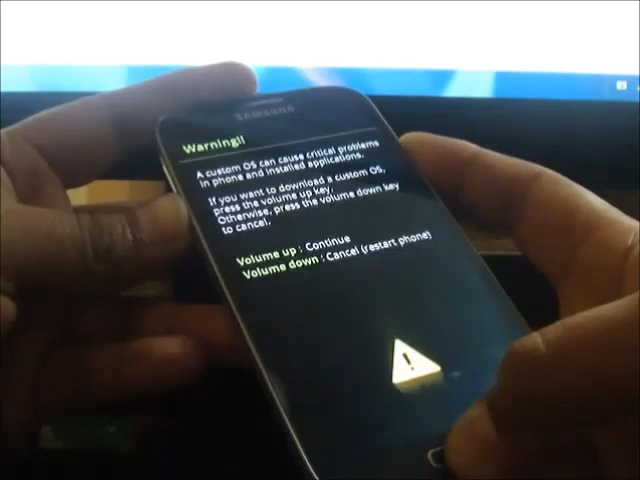 SAMSUNG
Warning!!
A custom OS can cause critical problems
in phone and installed applications.
If you want to download a custom OS,
press the volume up key.
Otherwise, press the volume down key
to cancel.
Volume up : Continue
Volume down : Cancel (restart phone)